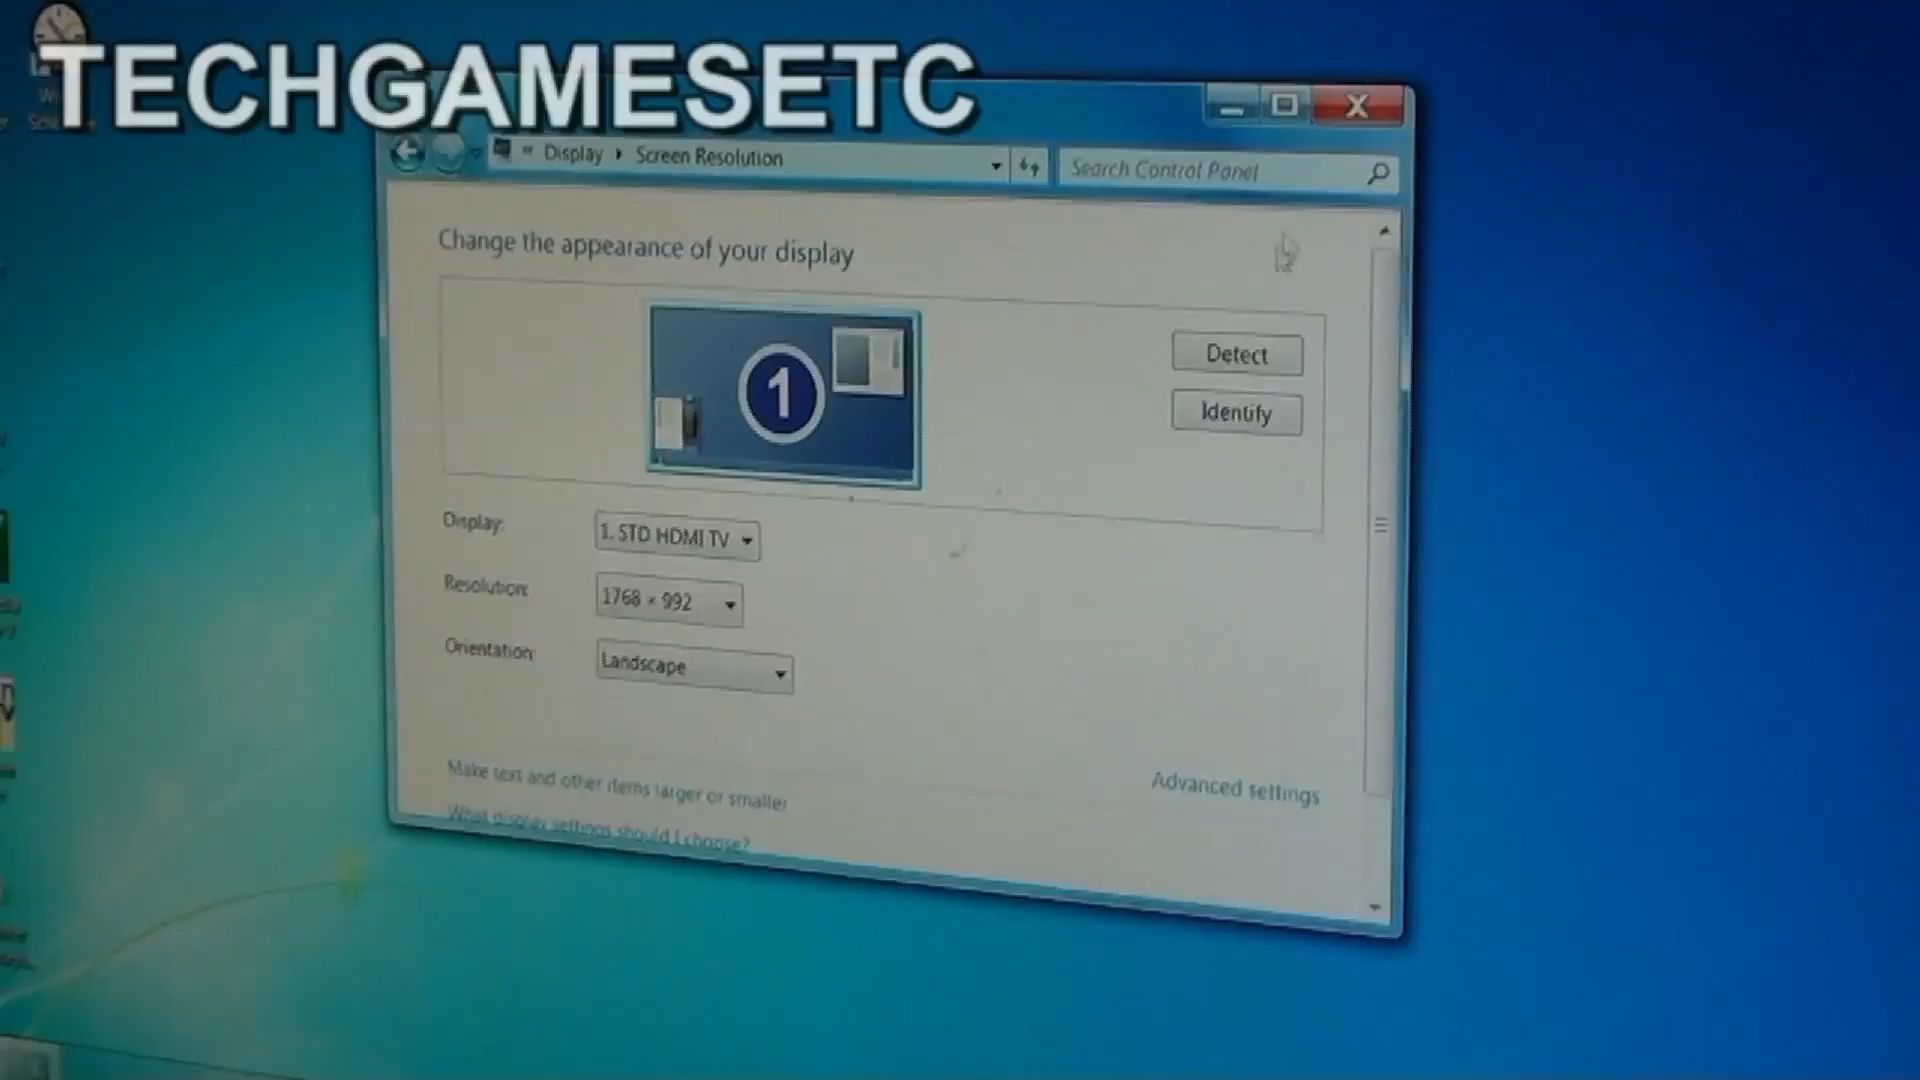 TECHGAMESETC
« Display ▸ Screen Resolution
Search Control Panel
Change the appearance of your display
1
Detect
Identify
Display:
1. STD HDMI TV
Resolution:
1768 × 992
Orientation:
Landscape
Make text and other items larger or smaller
Advanced settings
What display settings should I choose?